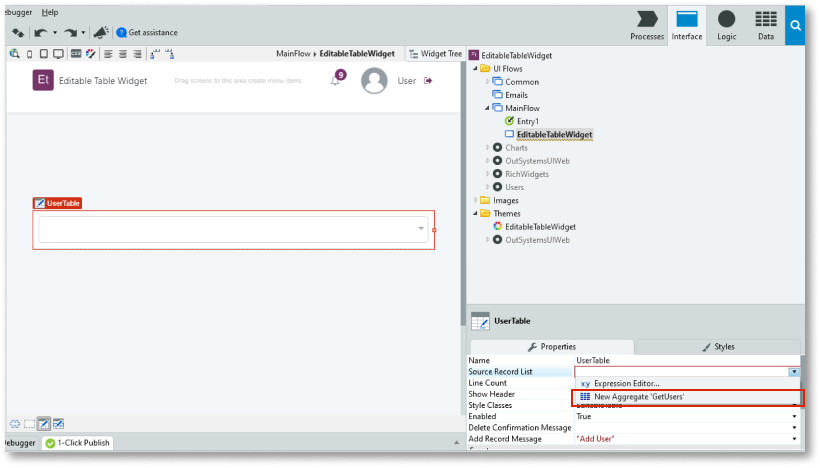 ebugger Help
Get assistance
Processes Interface Logic Data
MainFlow ▸ EditableTableWidget Widget Tree
Et Editable Table Widget Drag screens to this area create menu items 9 User
UserTable
Et EditableTableWidget
UI Flows
Common
Emails
MainFlow
Entry1
EditableTableWidget
Charts
OutSystemsUIWeb
RichWidgets
Users
Images
Themes
EditableTableWidget
OutSystemsUIWeb
UserTable
Properties Styles
Name UserTable
Source Record List
Line Count x.y Expression Editor...
Show Header New Aggregate 'GetUsers'
Style Classes
Enabled True
Delete Confirmation Message
Add Record Message "Add User"
ebugger 1-Click Publish